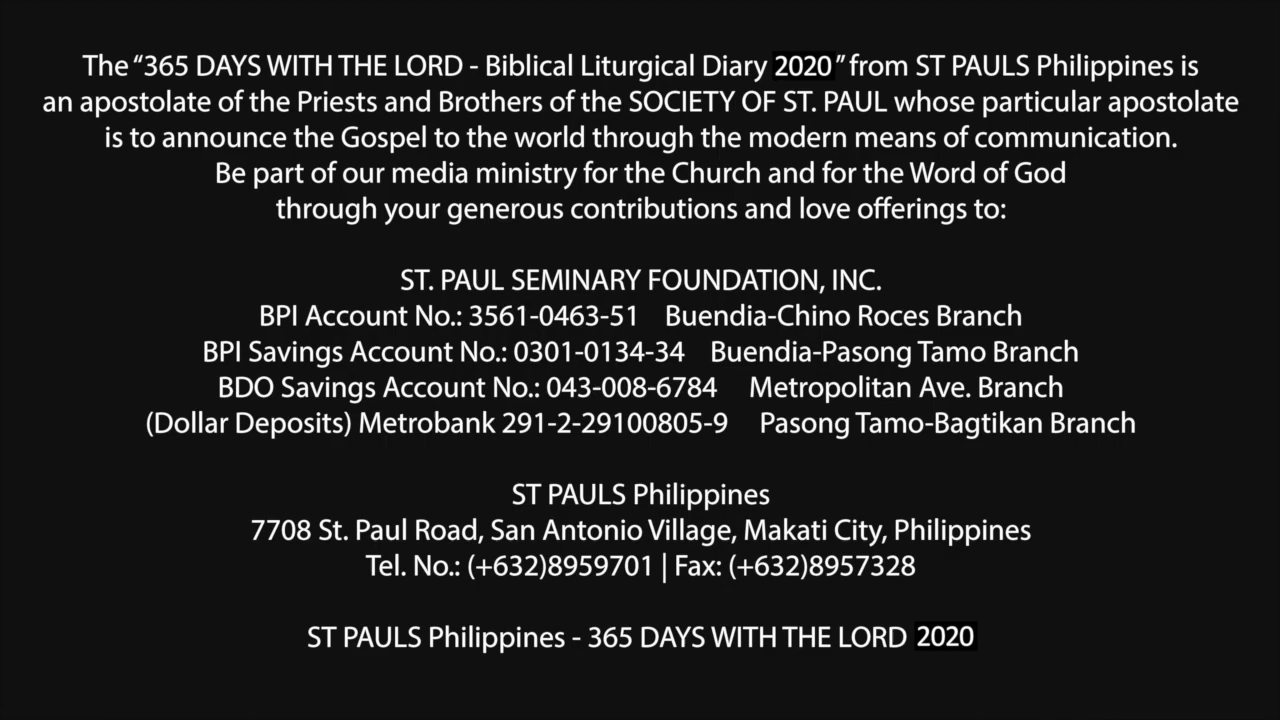 The “365 DAYS WITH THE LORD - Biblical Liturgical Diary 2020” from ST PAULS Philippines is
an apostolate of the Priests and Brothers of the SOCIETY OF ST. PAUL whose particular apostolate
is to announce the Gospel to the world through the modern means of communication.
Be part of our media ministry for the Church and for the Word of God
through your generous contributions and love offerings to:
ST. PAUL SEMINARY FOUNDATION, INC.
BPI Account No.: 3561-0463-51 Buendia-Chino Roces Branch
BPI Savings Account No.: 0301-0134-34 Buendia-Pasong Tamo Branch
BDO Savings Account No.: 043-008-6784 Metropolitan Ave. Branch
(Dollar Deposits) Metrobank 291-2-29100805-9 Pasong Tamo-Bagtikan Branch
ST PAULS Philippines
7708 St. Paul Road, San Antonio Village, Makati City, Philippines
Tel. No.: (+632)8959701 | Fax: (+632)8957328
ST PAULS Philippines - 365 DAYS WITH THE LORD 2020